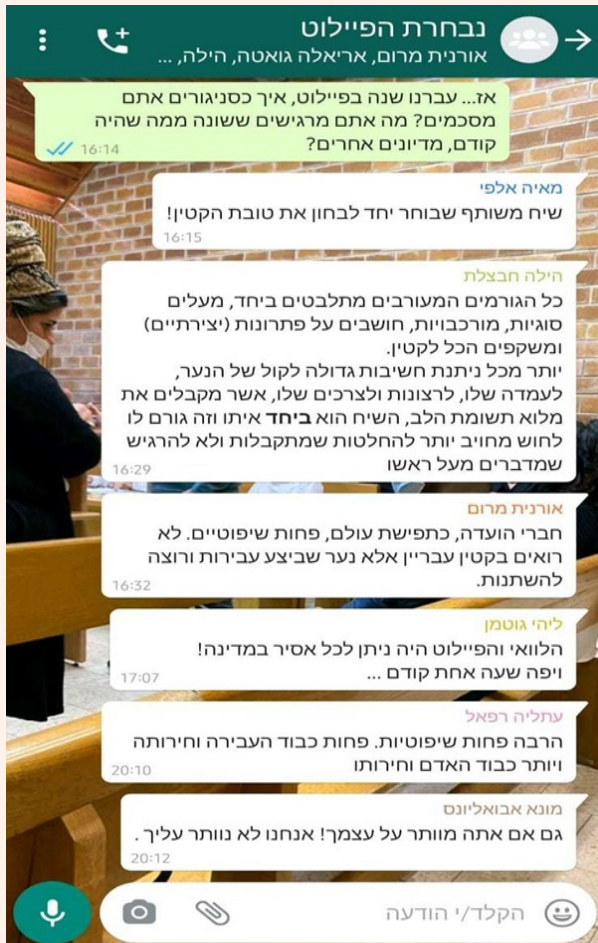 נבחרת הפיילוט
אורנית מרום, אריאלה גואטה, הילה, ...
אז... עברנו שנה בפיילוט, איך כסניגורים אתם
מסכמים? מה אתם מרגישים ששונה ממה שהיה
קודם, מדיונים אחרים?
16:14
מאיה אלפי
שיח משותף שבוחר יחד לבחון את טובת הקטין!
16:15
הילה חבצלת
כל הגורמים המעורבים מתלבטים ביחד, מעלים
סוגיות, מורכבויות, חושבים על פתרונות (יצירתיים)
ומשקפים הכל לקטין.
יותר מכל ניתנת חשיבות גדולה לקול של הנער,
לעמדה שלו, לרצונות ולצרכים שלו, אשר מקבלים את
מלוא תשומת הלב, השיח הוא ביחד איתו וזה גורם לו
לחוש מחויב יותר להחלטות שמתקבלות ולא להרגיש
שמדברים מעל ראשו
16:29
אורנית מרום
חברי הועדה, כתפישת עולם, פחות שיפוטיים. לא
רואים בקטין עבריין אלא נער שביצע עבירות ורוצה
להשתנות.
16:32
ליהי גוטמן
הלוואי והפיילוט היה ניתן לכל אסיר במדינה!
ויפה שעה אחת קודם ...
17:07
עתליה רפאל
הרבה פחות שיפוטיות. פחות כבוד העבירה וחירותה
ויותר כבוד האדם וחירותו
20:10
מונא אבואליונס
גם אם אתה מוותר על עצמך! אנחנו לא נוותר עליך .
20:12
הקלד/י הודעה